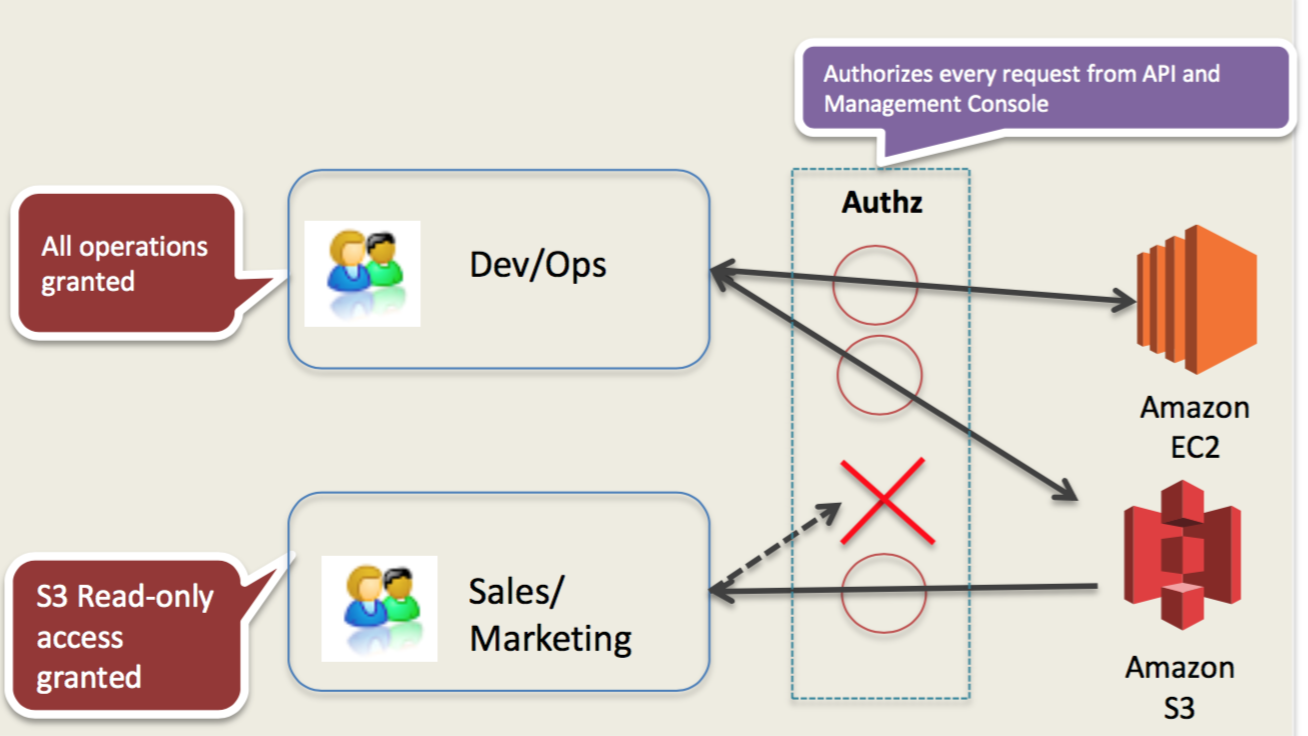 Authorizes every request from API and
Management Console
Authz
All operations
granted
Dev/Ops
Amazon
EC2
S3 Read-only
access
granted
Sales/
Marketing
Amazon
S3